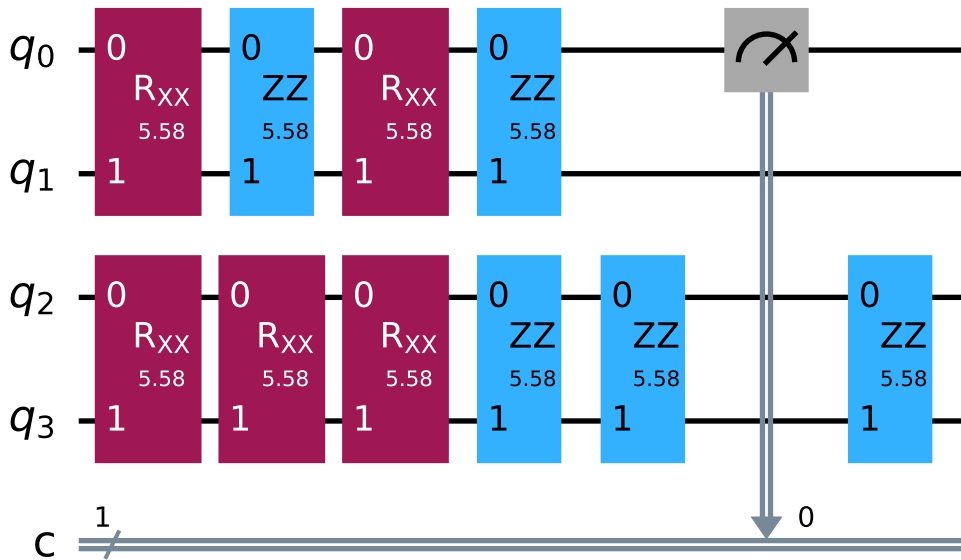 q0 0 0 0 0
RXX ZZ RXX ZZ
5.58 5.58 5.58 5.58
q1 1 1 1 1
q2 0 0 0 0 0 0
RXX RXX RXX ZZ ZZ ZZ
5.58 5.58 5.58 5.58 5.58 5.58
q3 1 1 1 1 1 1
1 0
c